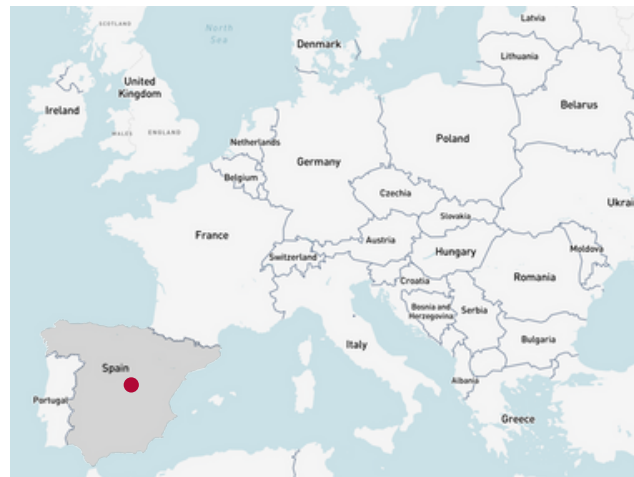 SCOTLAND
North
Sea
Latvia
Denmark
Lithuania
United
Kingdom
Ireland
Belarus
WALES
ENGLAND
Netherlands
Poland
Germany
Belgium
Czechia
Ukrai
Slovakia
France
Austria
Moldova
Hungary
Switzerland
Romania
Croatia
Bosnia and
Herzegovina
Serbia
Italy
Bulgaria
Spain
Albania
Portugal
Greece